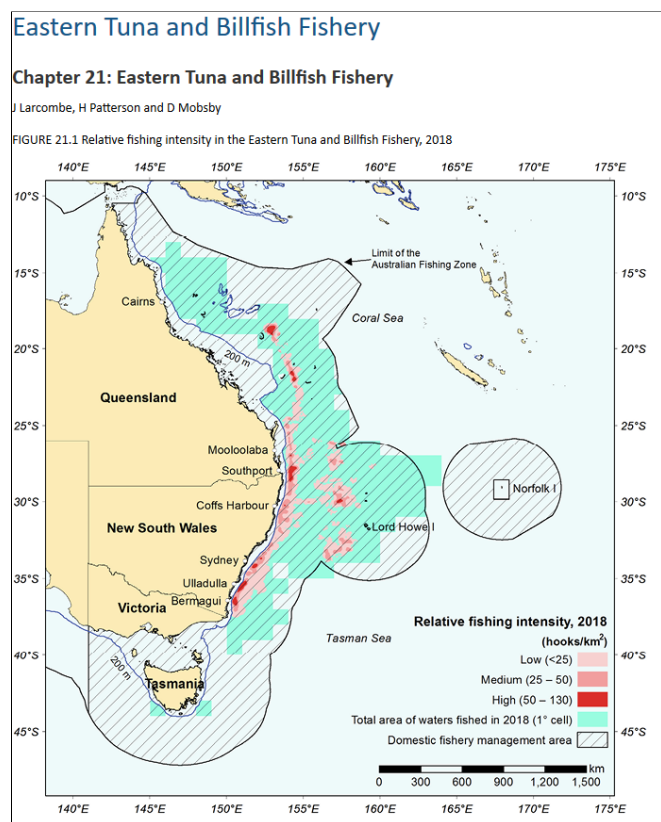 Eastern Tuna and Billfish Fishery
Chapter 21: Eastern Tuna and Billfish Fishery
J Larcombe, H Patterson and D Mobsby
FIGURE 21.1 Relative fishing intensity in the Eastern Tuna and Billfish Fishery, 2018
140°E 145°E 150°E 155°E 160°E 165°E 170°E 175°E
10°S 10°S
Limit of the
Australian Fishing Zone
15°S 15°S
Cairns
Coral Sea
20°S 20°S
200 m
Queensland
25°S 25°S
Mooloolaba
Southport
Norfolk I
30°S 30°S
Coffs Harbour
New South Wales
Lord Howe I
Sydney
Ulladulla
35°S 35°S
Bermagui
Victoria
Tasman Sea
Relative fishing intensity, 2018
(hooks/km²)
Low (<25)
40°S 40°S
200 m
Tasmania
Medium (25 – 50)
High (50 – 130)
Total area of waters fished in 2018 (1° cell)
Domestic fishery management area
45°S 45°S
km
0 300 600 900 1,200 1,500
140°E 145°E 150°E 155°E 160°E 165°E 170°E 175°E